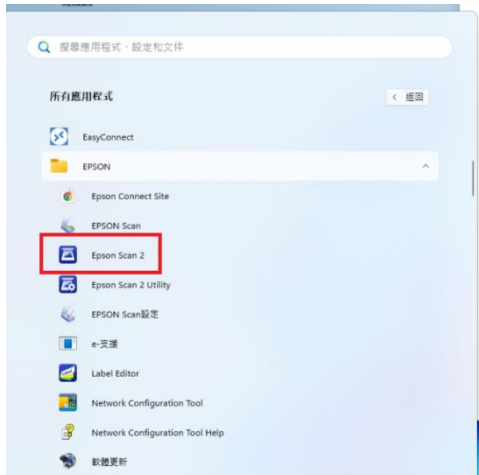 搜尋應用程式、設定和文件
所有應用程式
< 返回
EasyConnect
EPSON
Epson Connect Site
EPSON Scan
Epson Scan 2
Epson Scan 2 Utility
EPSON Scan設定
e-支援
Label Editor
Network Configuration Tool
Network Configuration Tool Help
軟體更新